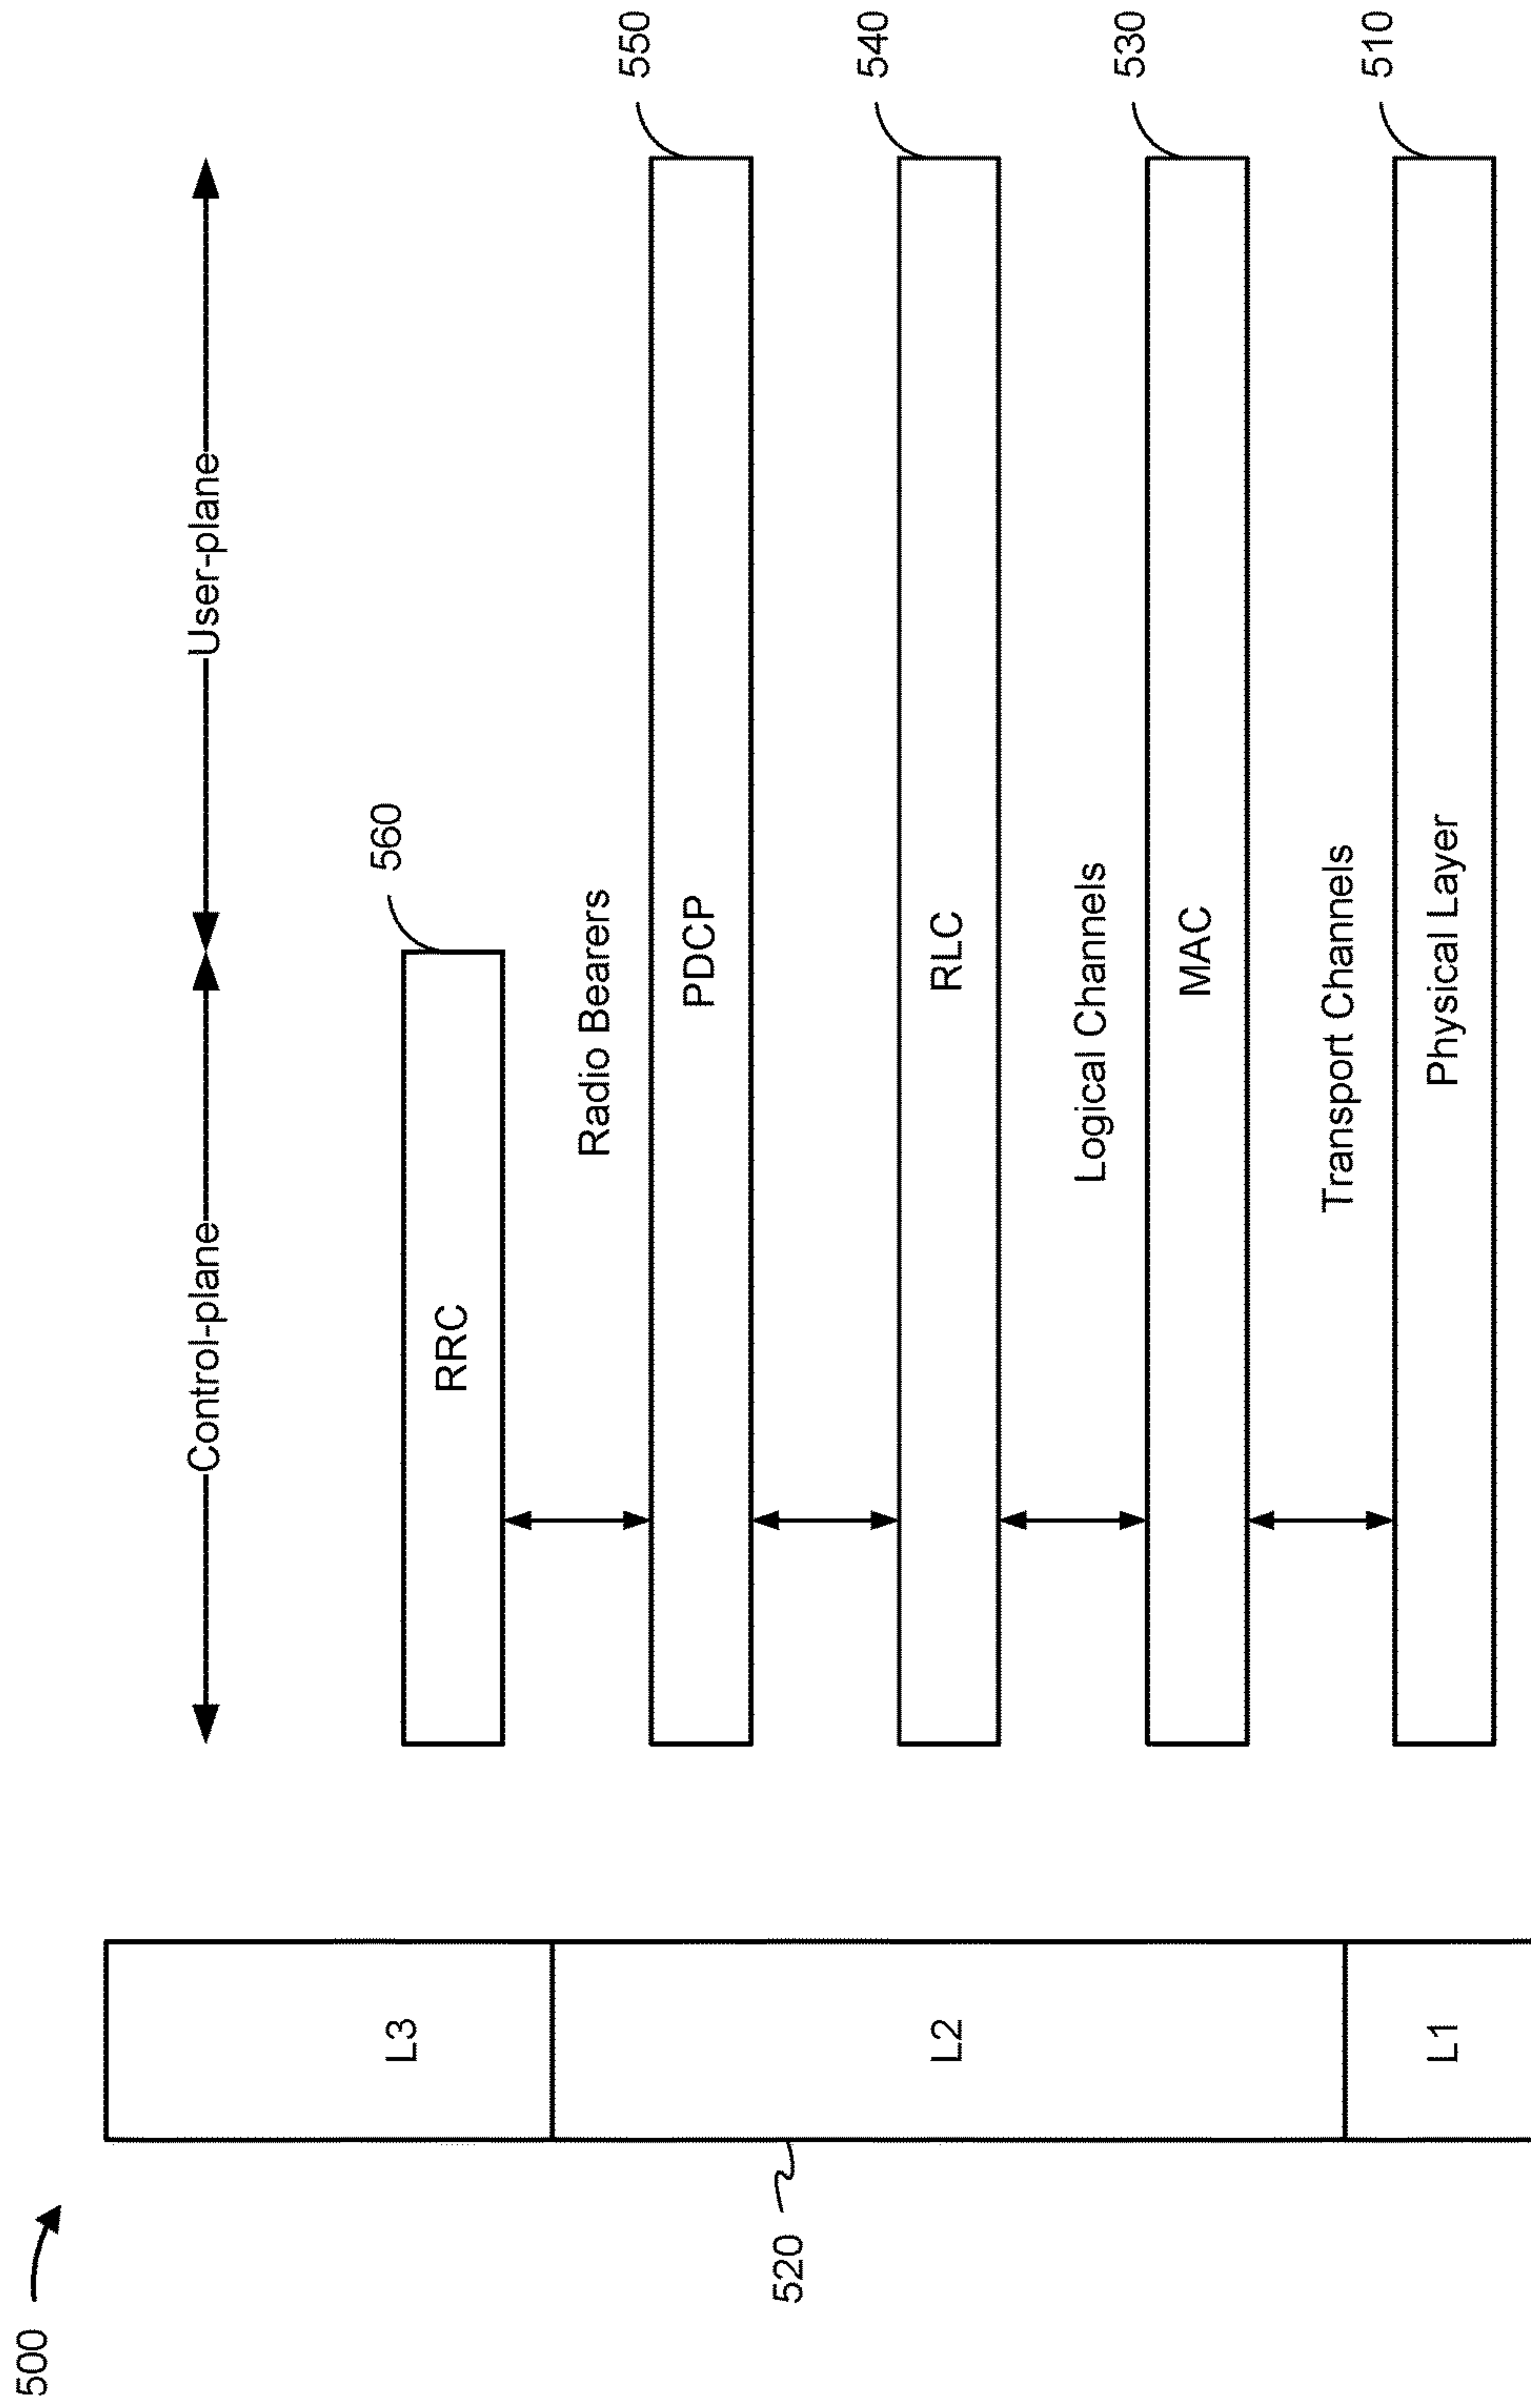 500
Control-plane
User-plane
L3
RRC
560
Radio Bearers
520
L2
PDCP
550
RLC
540
Logical Channels
MAC
530
Transport Channels
L1
Physical Layer
510